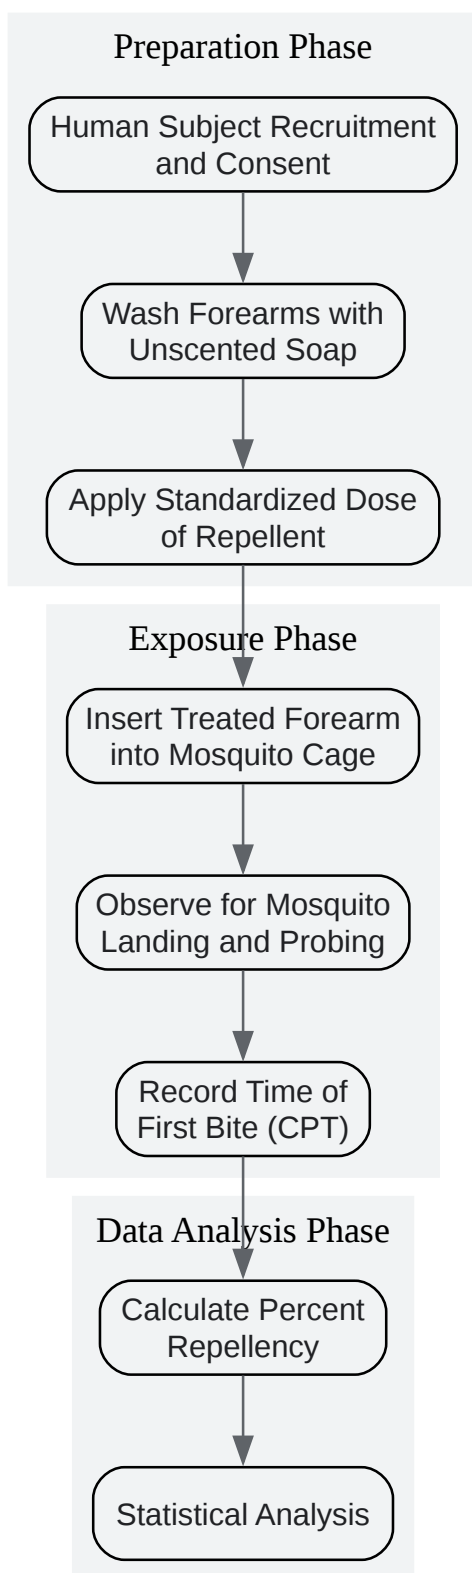 Preparation Phase
Human Subject Recruitment
and Consent
Wash Forearms with
Unscented Soap
Apply Standardized Dose
of Repellent
Exposure Phase
Insert Treated Forearm
into Mosquito Cage
Observe for Mosquito
Landing and Probing
Record Time of
First Bite (CPT)
Data Analysis Phase
Calculate Percent
Repellency
Statistical Analysis